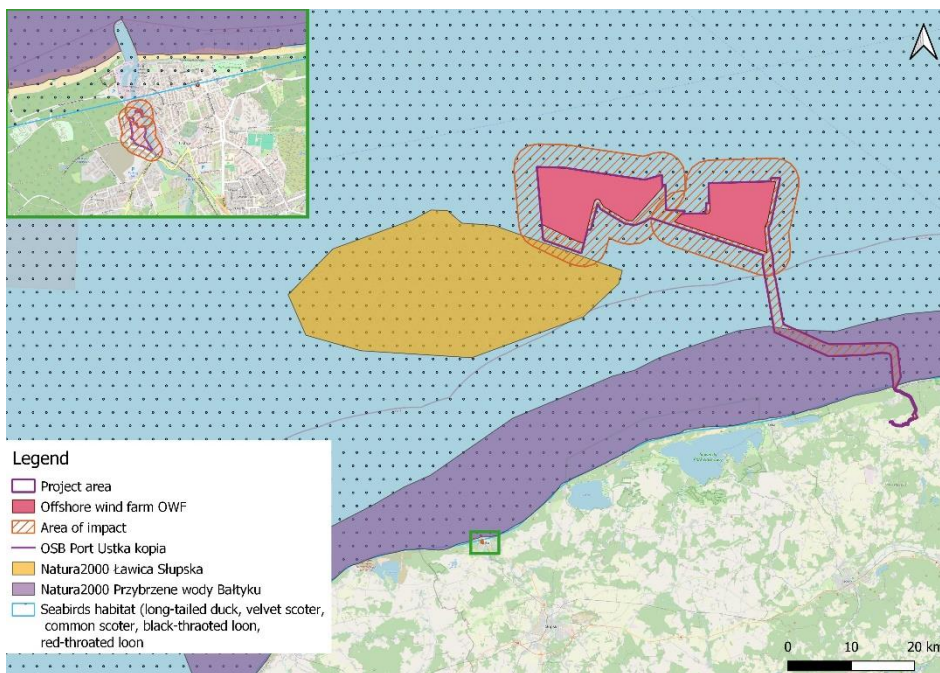 Legend
Project area
Offshore wind farm OWF
Area of impact
OSB Port Ustka kopia
Natura2000 Ławica Słupska
Natura2000 Przybrzene wody Bałtyku
Seabirds habitat (long-tailed duck, velvet scoter,
common scoter, black-thraoted loon,
red-throated loon
0 10 20 km